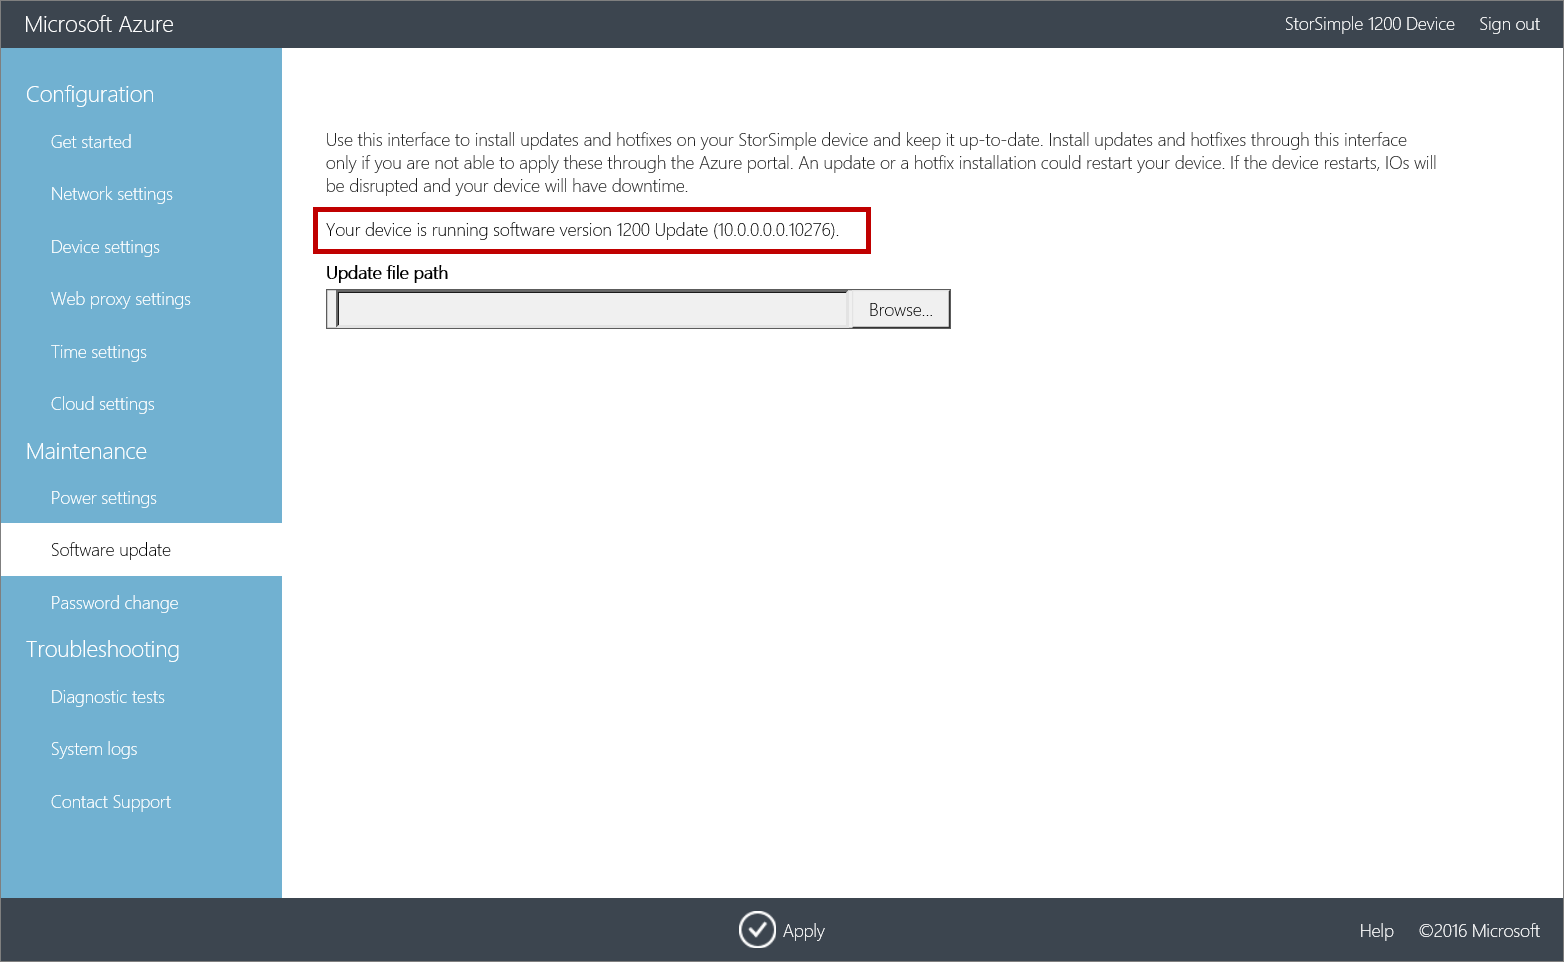 Microsoft Azure
StorSimple 1200 Device
Sign out
Configuration
Get started
Network settings
Device settings
Web proxy settings
Time settings
Cloud settings
Maintenance
Power settings
Software update
Password change
Troubleshooting
Diagnostic tests
System logs
Contact Support
Use this interface to install updates and hotfixes on your StorSimple device and keep it up-to-date. Install updates and hotfixes through this interface
only if you are not able to apply these through the Azure portal. An update or a hotfix installation could restart your device. If the device restarts, IOs will
be disrupted and your device will have downtime.
Your device is running software version 1200 Update (10.0.0.0.0.10276).
Update file path
Browse...
Apply
Help
©2016 Microsoft